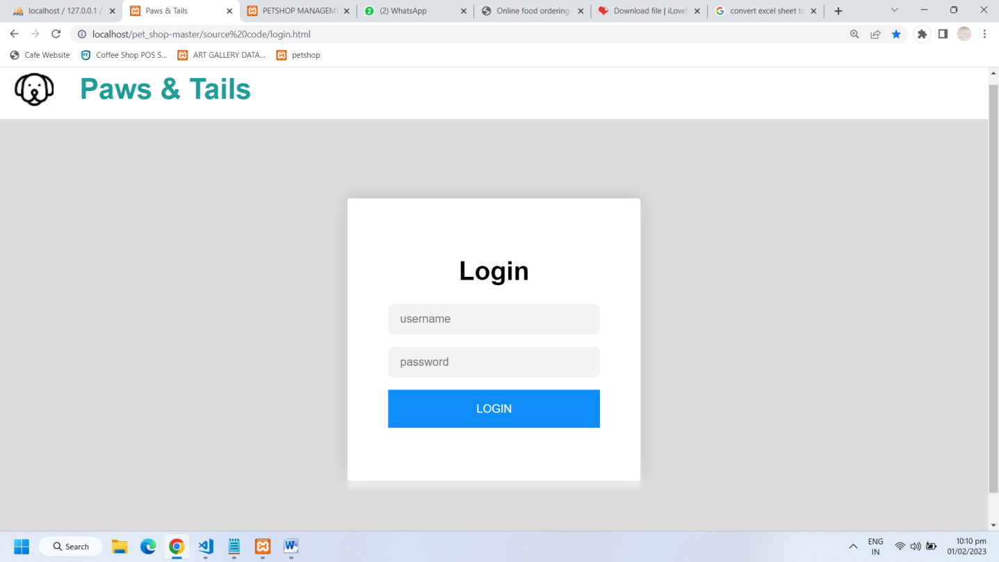 localhost / 127.0.0.1 /
Paws & Tails
PETSHOP MANAGEM
(2) WhatsApp
Online food ordering
Download file | iLoveP
convert excel sheet to
localhost/pet_shop-master/source%20code/login.html
Cafe Website
Coffee Shop POS S...
ART GALLERY DATA...
petshop
Paws & Tails
Login
username
password
LOGIN
Search
ENG
IN
10:10 pm
01/02/2023